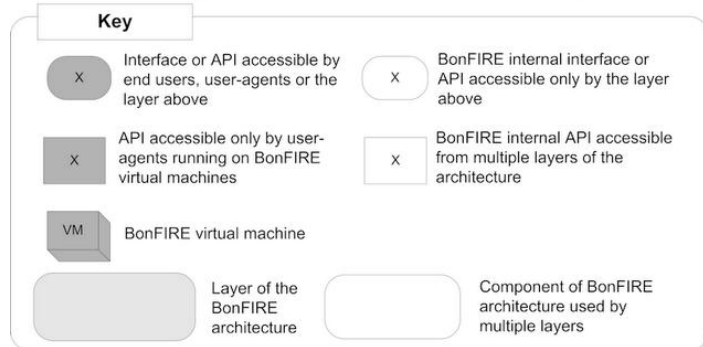 Key
X
Interface or API accessible by
end users, user-agents or the
layer above
X
BonFIRE internal interface or
API accessible only by the layer
above
X
API accessible only by user-
agents running on BonFIRE
virtual machines
X
BonFIRE internal API accessible
from multiple layers of the
architecture
VM
BonFIRE virtual machine
Layer of the
BonFIRE
architecture
Component of BonFIRE
architecture used by
multiple layers